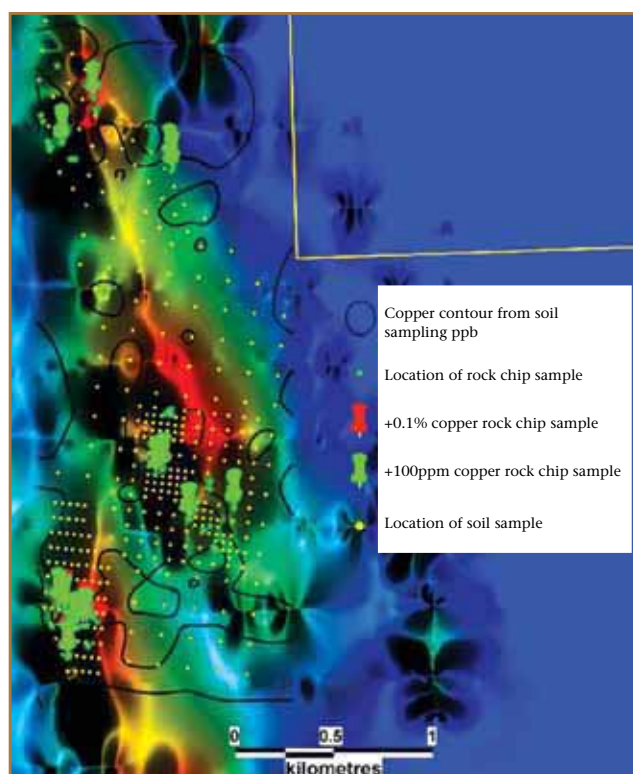 Copper contour from soil
sampling ppb
Location of rock chip sample
+0.1% copper rock chip sample
+100ppm copper rock chip sample
Location of soil sample
0 0.5 1
kilometres